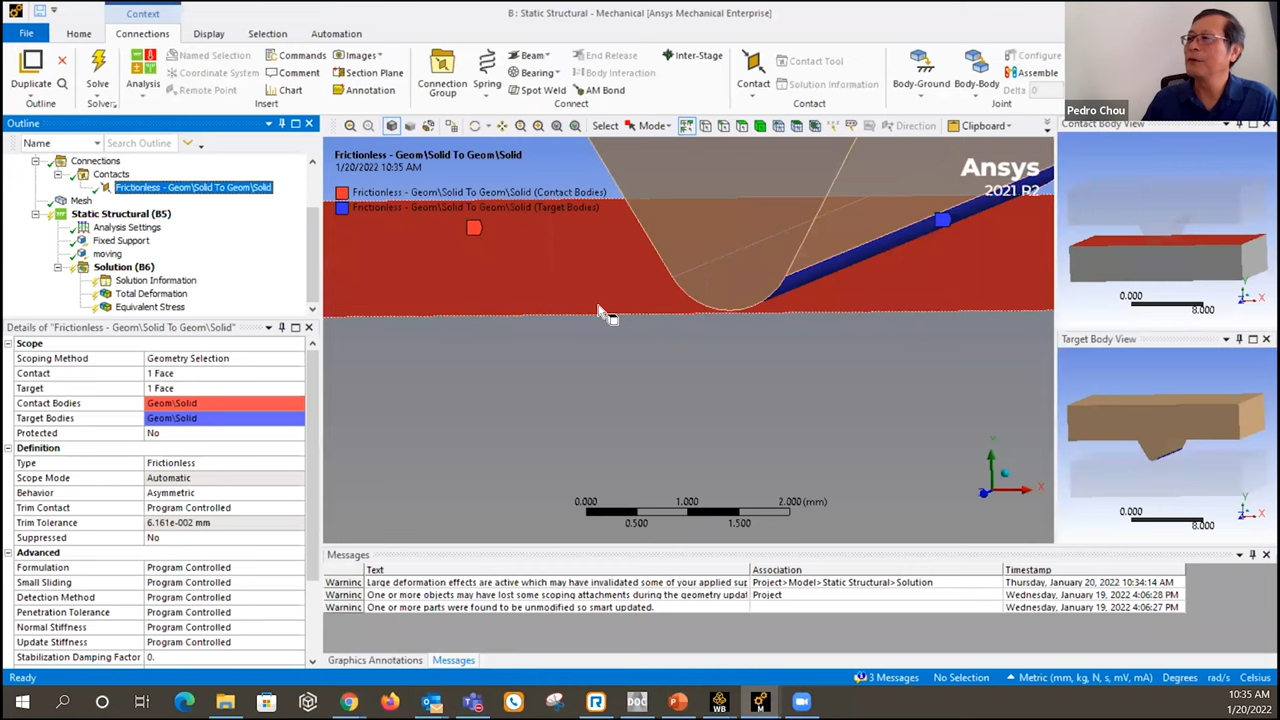 B : Static Structural - Mechanical [Ansys Mechanical Enterprise]
Context
File Home Connections Display Selection Automation
Duplicate Solve Analysis
Named Selection Commands Images
Coordinate System Comment Section Plane
Remote Point Chart Annotation
Connection Group Spring
Beam End Release Inter-Stage
Bearing Body Interaction
Spot Weld AM Bond
Contact Contact Tool
Solution Information
Body-Ground Body-Body
Configure
Assemble
Delta 0
Outline Solver Insert Connect Contact Joint
Pedro Chou
Outline
Name Search Outline
Connections
Contacts
Frictionless - Geom\Solid To Geom\Solid
Mesh
Static Structural (B5)
Analysis Settings
Fixed Support
moving
Solution (B6)
Solution Information
Total Deformation
Equivalent Stress
Select Mode Direction Clipboard
Frictionless - Geom\Solid To Geom\Solid
1/20/2022 10:35 AM
Frictionless - Geom\Solid To Geom\Solid (Contact Bodies)
Frictionless - Geom\Solid To Geom\Solid (Target Bodies)
Ansys
2021 R2
Y
X
0.000 1.000 2.000 (mm)
0.500 1.500
Contact Body View
Y
X
Z
0.000
8.000
Target Body View
Y
X
Z
0.000
8.000
Details of "Frictionless - Geom\Solid To Geom\Solid"
Scope
Scoping Method Geometry Selection
Contact 1 Face
Target 1 Face
Contact Bodies Geom\Solid
Target Bodies Geom\Solid
Protected No
Definition
Type Frictionless
Scope Mode Automatic
Behavior Asymmetric
Trim Contact Program Controlled
Trim Tolerance 6.161e-002 mm
Suppressed No
Advanced
Formulation Program Controlled
Small Sliding Program Controlled
Detection Method Program Controlled
Penetration Tolerance Program Controlled
Normal Stiffness Program Controlled
Update Stiffness Program Controlled
Stabilization Damping Factor 0.
Messages
Text Association Timestamp
Warning Large deformation effects are active which may have invalidated some of your applied sup Project>Model>Static Structural>Solution Thursday, January 20, 2022 10:34:14 AM
Warning One or more objects may have lost some scoping attachments during the geometry updat Project Wednesday, January 19, 2022 4:06:28 PM
Warning One or more parts were found to be unmodified so smart updated. Wednesday, January 19, 2022 4:06:27 PM
Graphics Annotations Messages
Ready 3 Messages No Selection Metric (mm, kg, N, s, mV, mA) Degrees rad/s Celsius
DOC P WB M
10:35 AM
1/20/2022